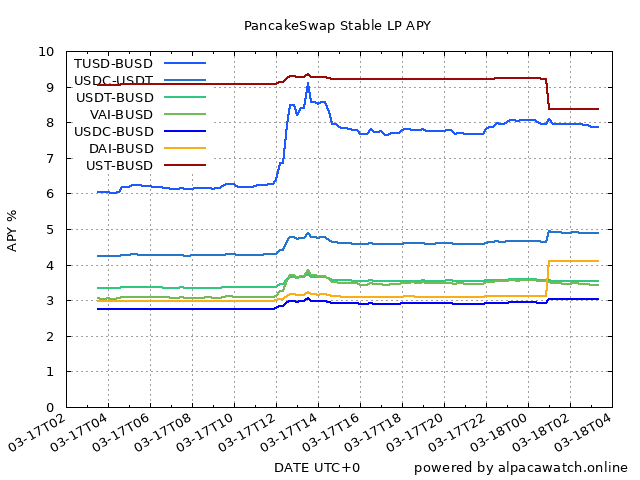 PancakeSwap Stable LP APY
10
9
8
7
6
5
4
3
2
1
0
APY %
TUSD-BUSD
USDC-USDT
USDT-BUSD
VAI-BUSD
USDC-BUSD
DAI-BUSD
UST-BUSD
03-17T02
03-17T04
03-17T06
03-17T08
03-17T10
03-17T12
03-17T14
03-17T16
03-17T18
03-17T20
03-17T22
03-18T00
03-18T02
03-18T04
DATE UTC+0
powered by alpacawatch.online